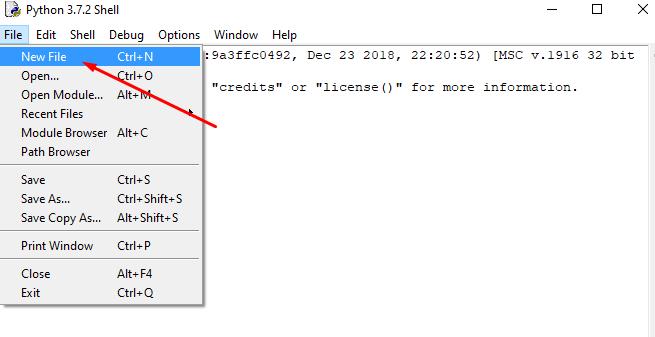 Python 3.7.2 Shell
File Edit Shell Debug Options Window Help
:9a3ffc0492, Dec 23 2018, 22:20:52) [MSC v.1916 32 bit
"credits" or "license()" for more information.
New File Ctrl+N
Open... Ctrl+O
Open Module... Alt+M
Recent Files
Module Browser Alt+C
Path Browser
Save Ctrl+S
Save As... Ctrl+Shift+S
Save Copy As... Alt+Shift+S
Print Window Ctrl+P
Close Alt+F4
Exit Ctrl+Q